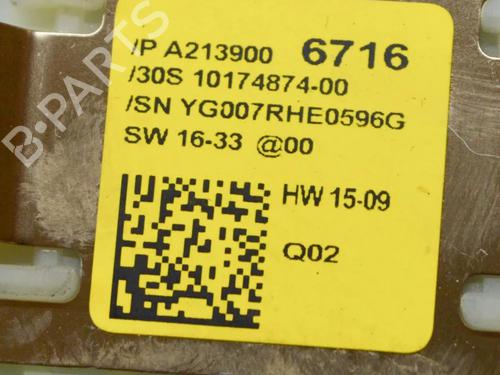 /P A213900 6716
/30S 10174874-00
/SN YG007RHE0596G
SW 16-33 @00
HW 15-09
Q02
B-PARTS